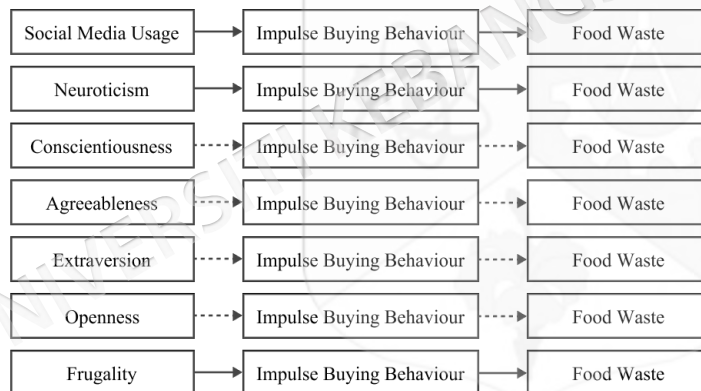 Social Media Usage Impulse Buying Behaviour Food Waste
Neuroticism Impulse Buying Behaviour Food Waste
Conscientiousness Impulse Buying Behaviour Food Waste
Agreeableness Impulse Buying Behaviour Food Waste
Extraversion Impulse Buying Behaviour Food Waste
Openness Impulse Buying Behaviour Food Waste
Frugality Impulse Buying Behaviour Food Waste